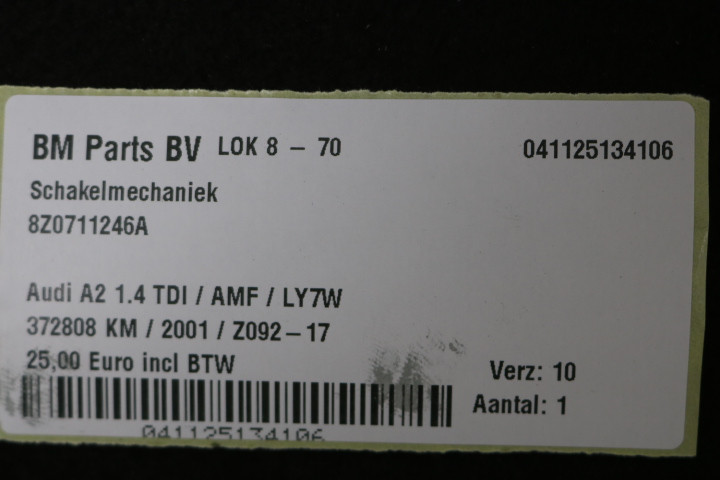 BM Parts BV LOK 8 - 70 041125134106
Schakelmechaniek
8Z0711246A
Audi A2 1.4 TDI / AMF / LY7W
372808 KM / 2001 / Z092-17
25,00 Euro incl BTW
Verz: 10
Aantal: 1
041125134106